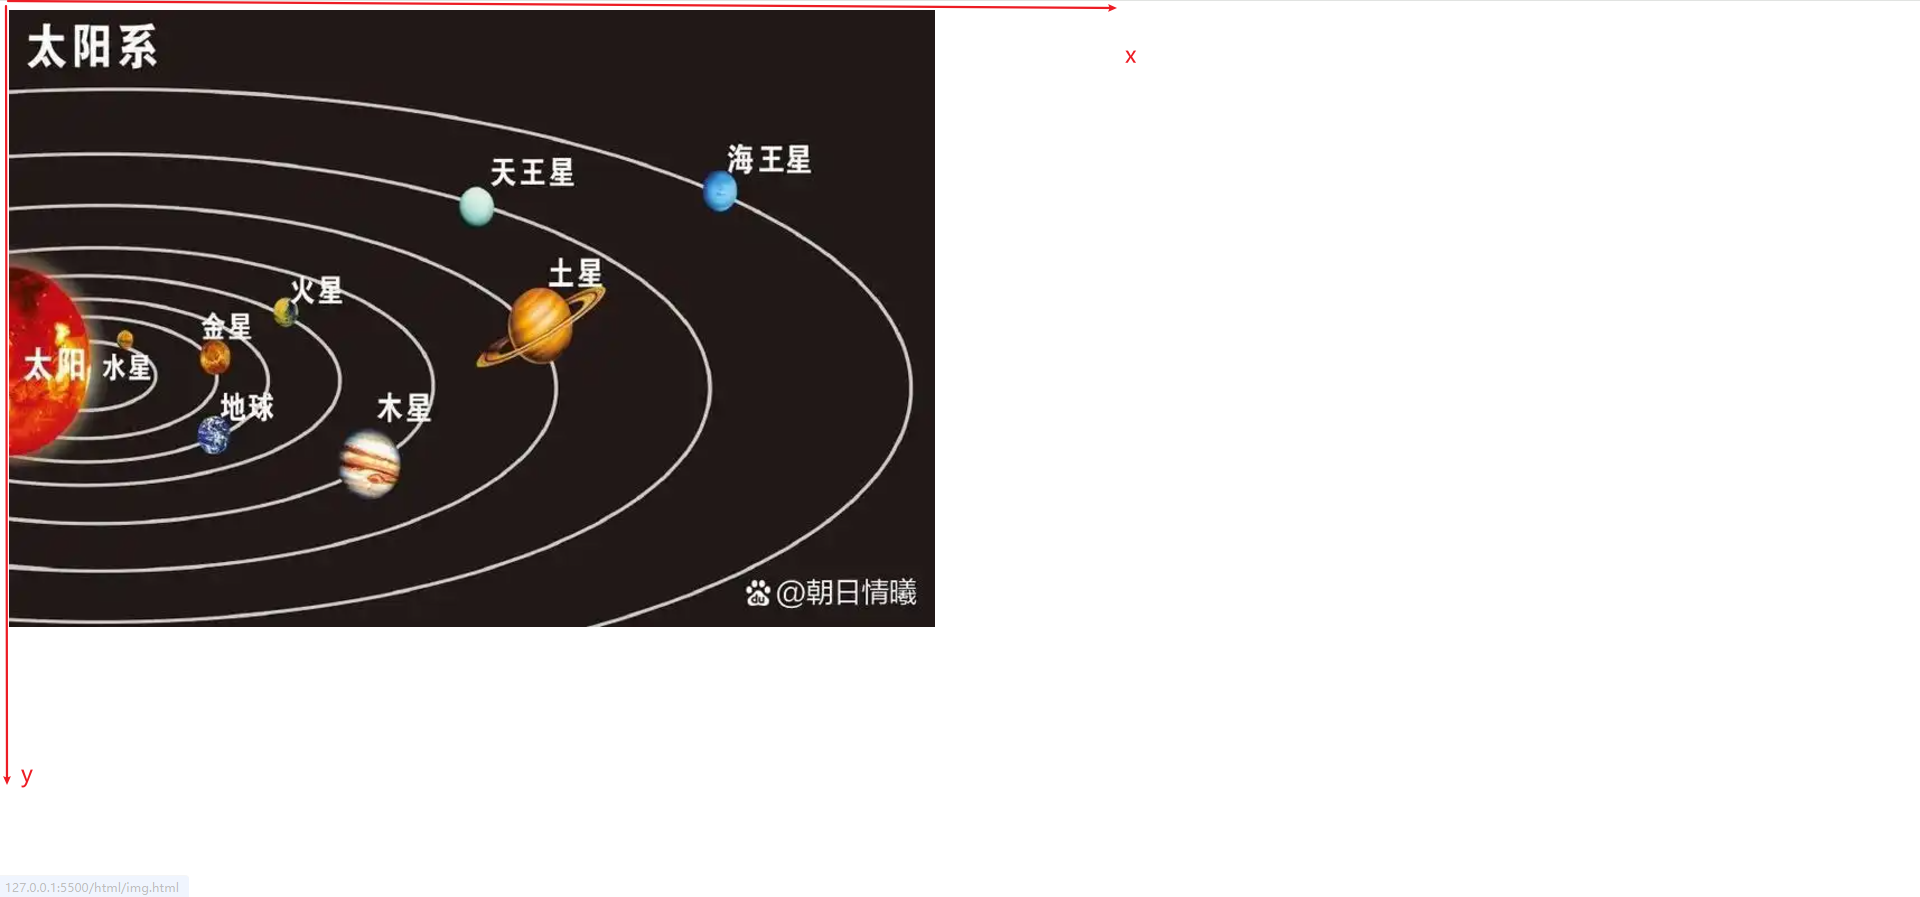 太阳系
x
海王星
天王星
土星
火星
金星
太阳
水星
地球
木星
du
@朝日情曦
y
127.0.0.1:5500/html/img.html